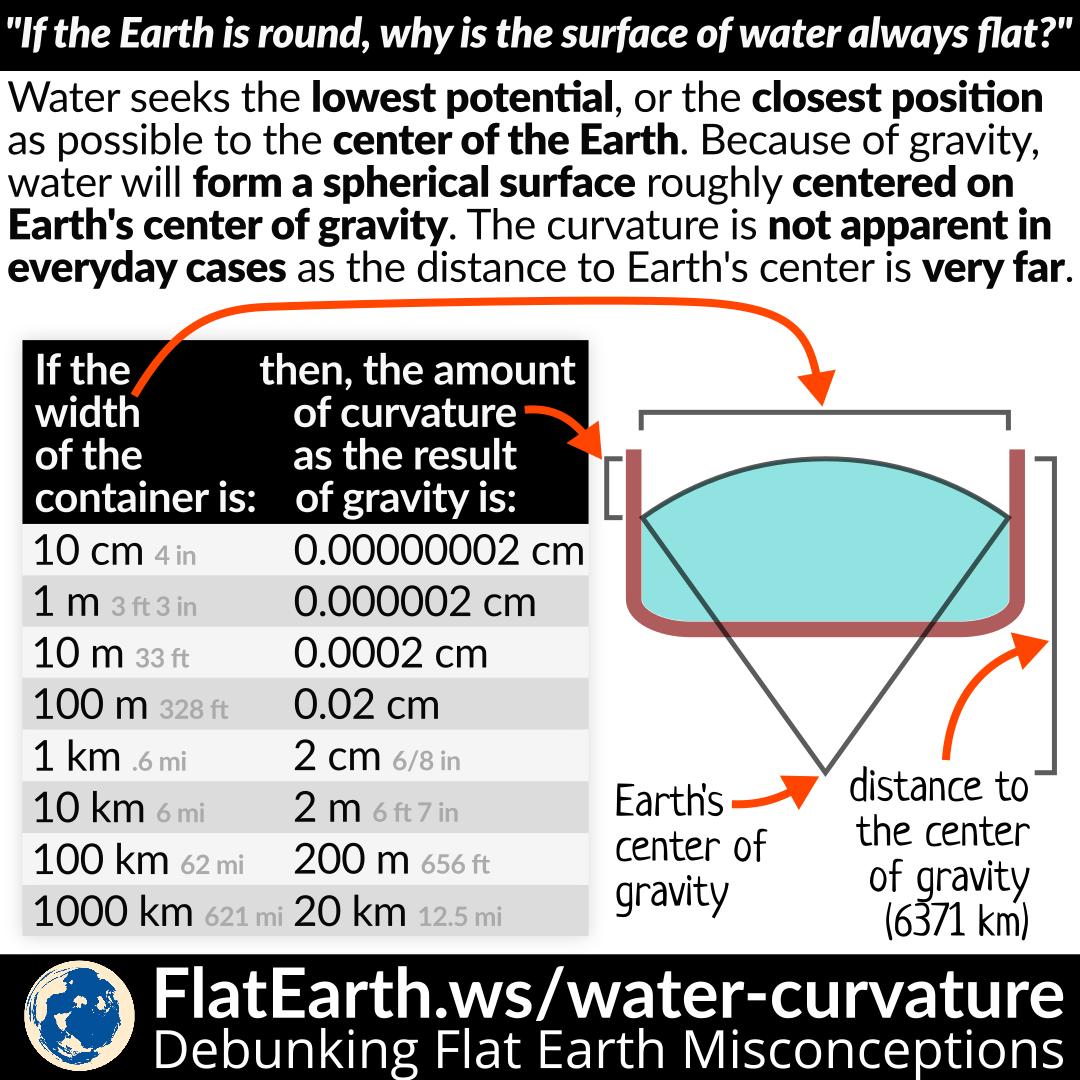 "If the Earth is round, why is the surface of water always flat?"
Water seeks the lowest potential, or the closest position
as possible to the center of the Earth. Because of gravity,
water will form a spherical surface roughly centered on
Earth's center of gravity. The curvature is not apparent in
everyday cases as the distance to Earth's center is very far.
If the width of the container is: then, the amount of curvature as the result of gravity is:
10 cm 4 in 0.00000002 cm
1 m 3 ft 3 in 0.000002 cm
10 m 33 ft 0.0002 cm
100 m 328 ft 0.02 cm
1 km .6 mi 2 cm 6/8 in
10 km 6 mi 2 m 6 ft 7 in
100 km 62 mi 200 m 656 ft
1000 km 621 mi 20 km 12.5 mi
Earth's
center of
gravity
distance to
the center
of gravity
(6371 km)
FlatEarth.ws/water-curvature
Debunking Flat Earth Misconceptions